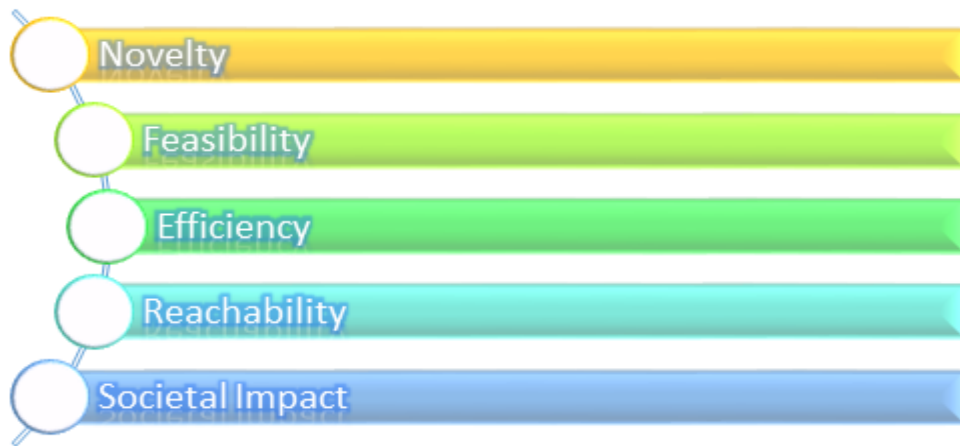 Novelty
Feasibility
Efficiency
Reachability
Societal Impact